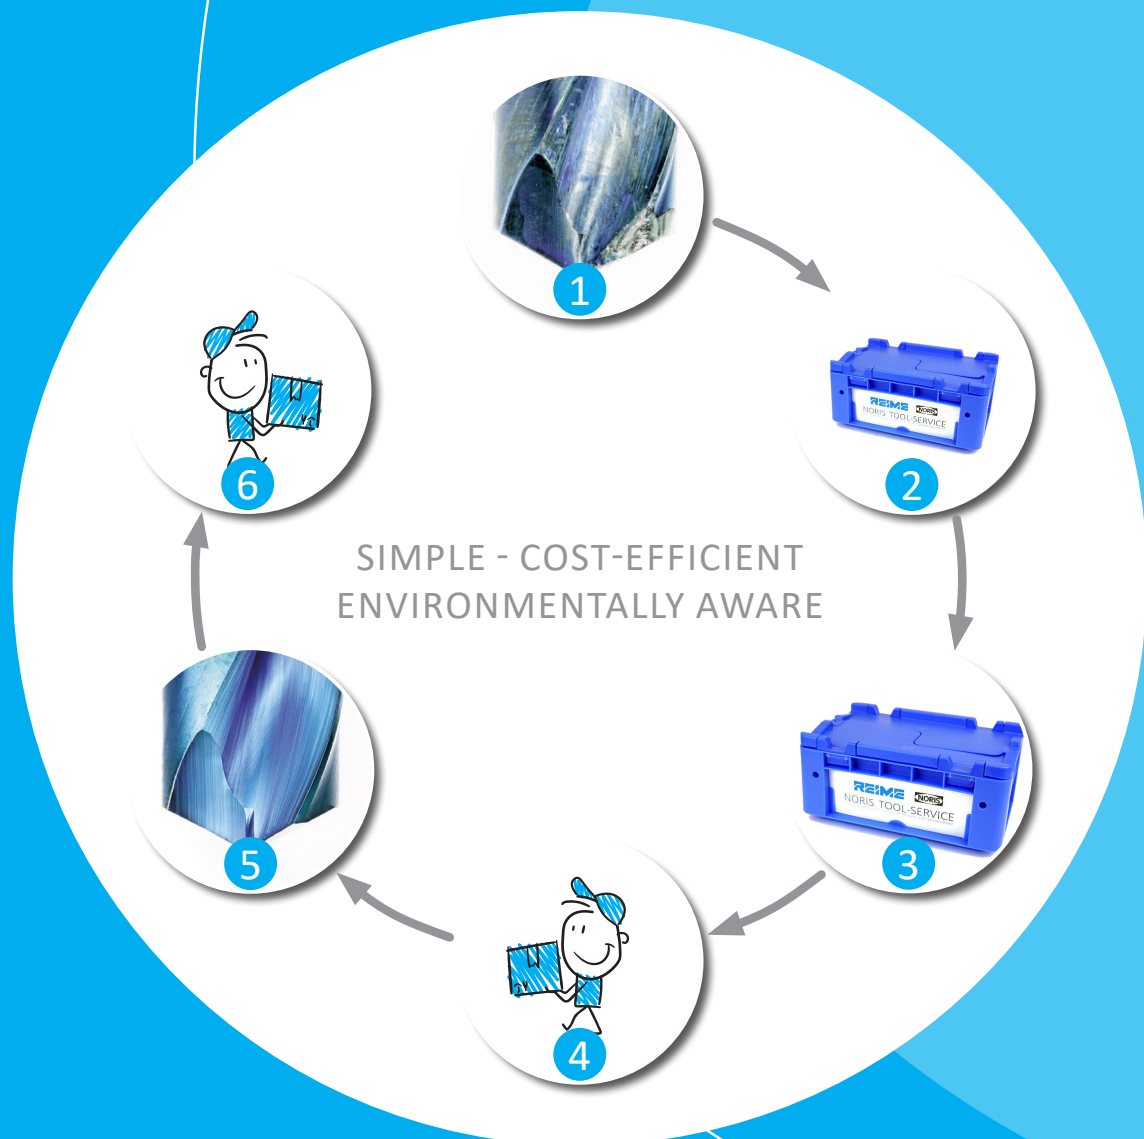 1
REIME NORIS
NORIS TOOL-SERVICE
2
6
SIMPLE - COST-EFFICIENT
ENVIRONMENTALLY AWARE
REIME NORIS
NORIS TOOL-SERVICE
3
5
4